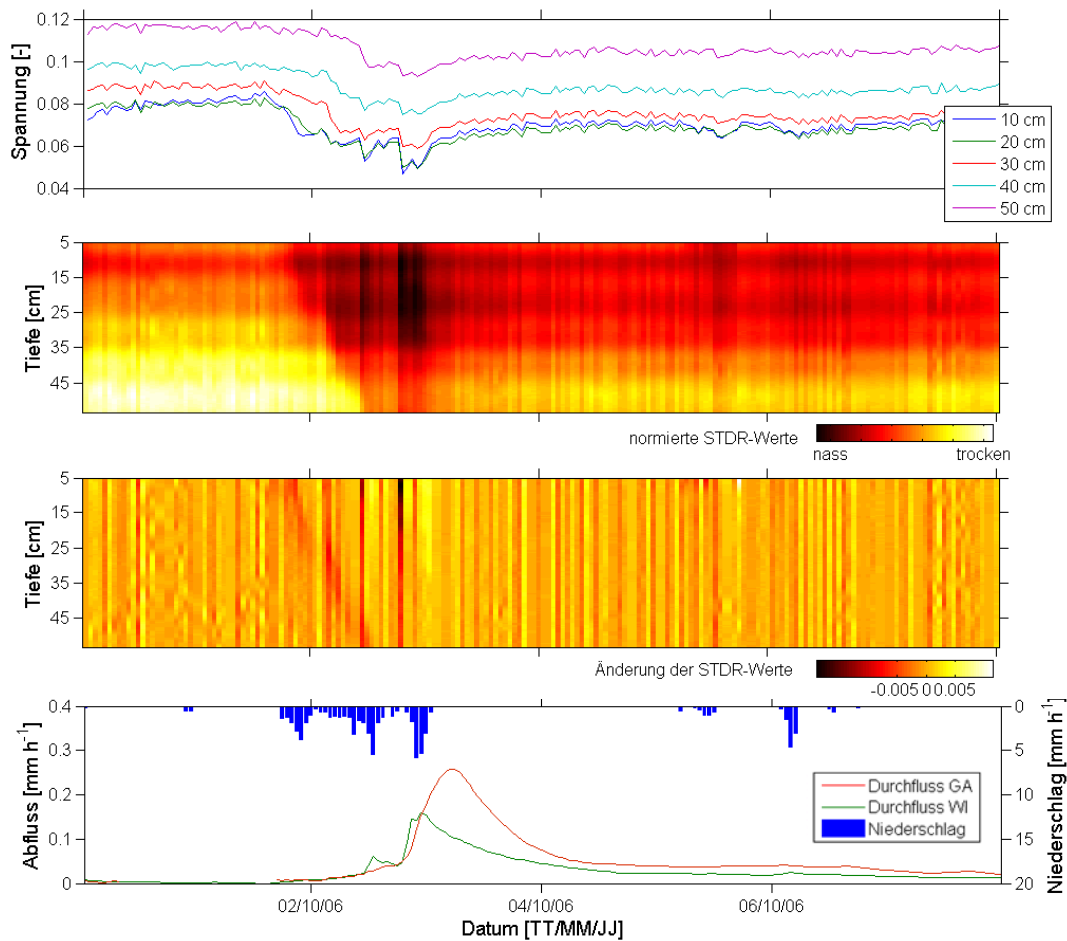 0.12
0.1
0.08
0.06
0.04
Spannung [-]
10 cm
20 cm
30 cm
40 cm
50 cm
5
15
25
35
45
Tiefe [cm]
normierte STDR-Werte
nass
trocken
5
15
25
35
45
Tiefe [cm]
Änderung der STDR-Werte
-0.005 0 0.005
0.4
0.3
0.2
0.1
0
Abfluss [mm h-1]
0
5
10
15
20
Niederschlag [mm h-1]
Durchfluss GA
Durchfluss WI
Niederschlag
02/10/06
04/10/06
06/10/06
Datum [TT/MM/JJ]